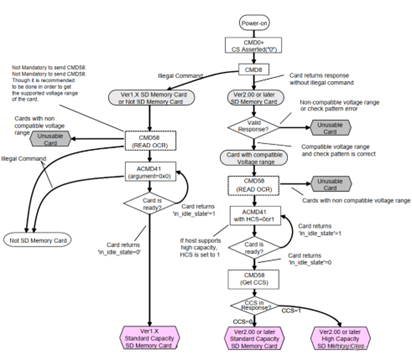 Power-on
CMD0+
CS Asserted("0")
Not Mandatory to send CMD58:
Not Mandatory to send CMD58:
Though it is recommended
to be done in order to get
the supported voltage range
of the card.
Illegal Command
CMD8
Card returns response
without illegal command
Ver1.X SD Memory Card
or Not SD Memory Card
Ver2.00 or later
SD Memory Card
Non-compatible voltage range
or check pattern error
Cards with non
compatible voltage
range
Unusable
Card
CMD58
(READ OCR)
Valid
Response?
Unusable
Card
Compatible voltage range
and check pattern is correct
Illegal Command
Card with compatible
Voltage range
ACMD41
(argument=0x0)
CMD58
(READ OCR)
Unusable
Card
Cards with non compatible voltage range
Card is
ready?
Card returns
'in_idle_state'=1
ACMD41
with HCS=0or1
Card returns
'in_idle_state'=1
Not SD Memory Card
Card returns
'in_idle_state=0'
If host supports
high capacity,
HCS is set to 1
Card is
ready?
Card returns
'in_idle_state'=0
CMD58
(Get CCS)
CCS in
Response?
CCS=0
CCS=1
Ver1.X
Standard Capacity
SD Memory Card
Ver2.00 or later
Standard Capacity
SD Memory Card
Ver2.00 or later
High Capacity